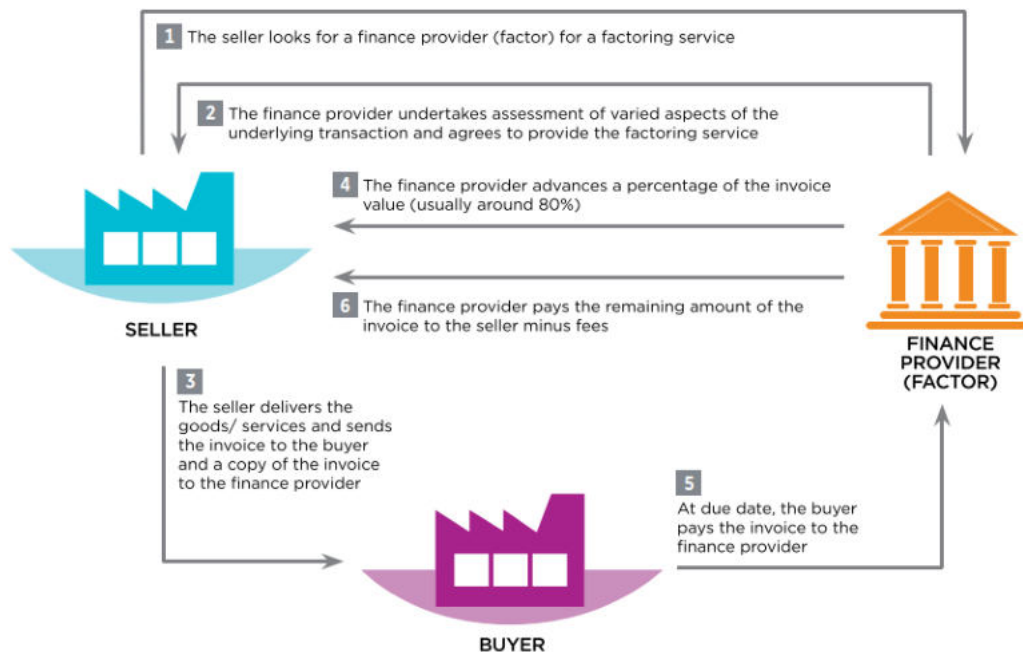 1 The seller looks for a finance provider (factor) for a factoring service
2 The finance provider undertakes assessment of varied aspects of the
underlying transaction and agrees to provide the factoring service
4 The finance provider advances a percentage of the invoice
value (usually around 80%)
6 The finance provider pays the remaining amount of the
invoice to the seller minus fees
SELLER
FINANCE
PROVIDER
(FACTOR)
3
The seller delivers the
goods/ services and sends
the invoice to the buyer
and a copy of the invoice
to the finance provider
5
At due date, the buyer
pays the invoice to the
finance provider
BUYER